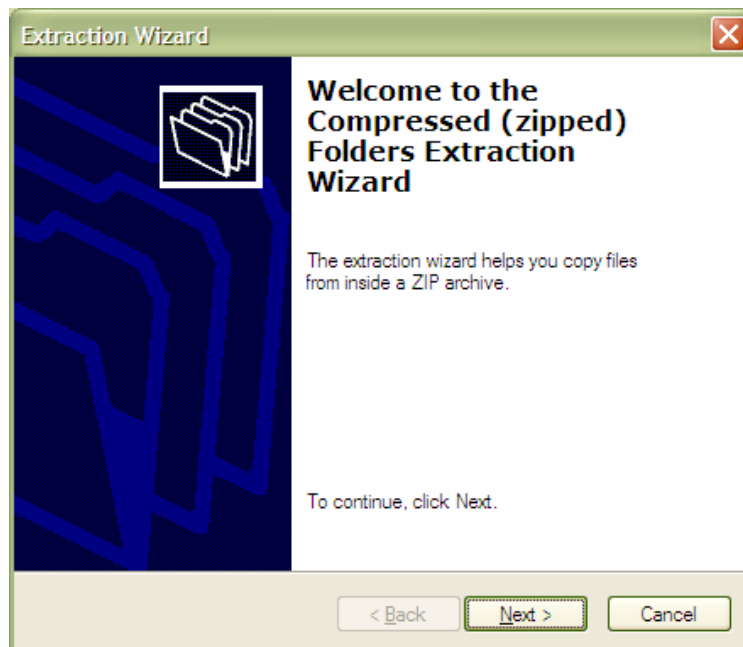 Extraction Wizard
Welcome to the
Compressed (zipped)
Folders Extraction
Wizard
The extraction wizard helps you copy files
from inside a ZIP archive.
To continue, click Next.
< Back Next > Cancel